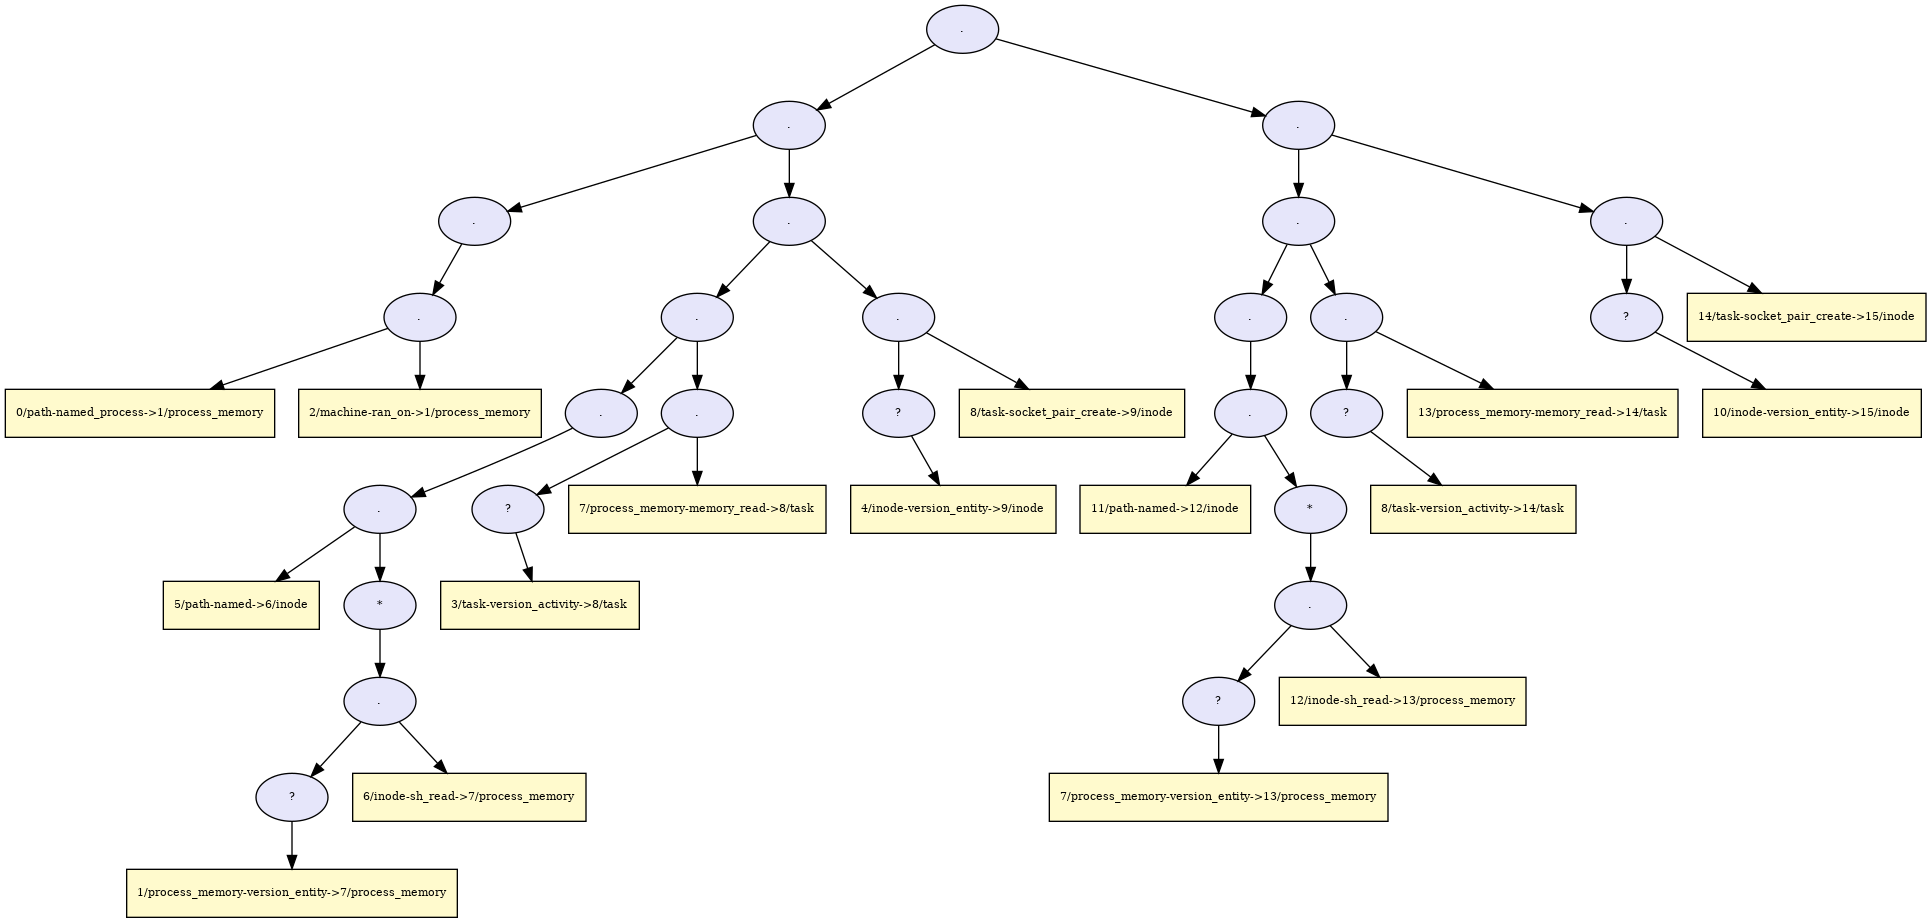 .
.
.
.
.
.
.
.
.
.
?
14/task-socket_pair_create->15/inode
0/path-named_process->1/process_memory
2/machine-ran_on->1/process_memory
.
.
?
8/task-socket_pair_create->9/inode
.
?
13/process_memory-memory_read->14/task
10/inode-version_entity->15/inode
.
?
7/process_memory-memory_read->8/task
4/inode-version_entity->9/inode
11/path-named->12/inode
*
8/task-version_activity->14/task
5/path-named->6/inode
*
3/task-version_activity->8/task
.
.
?
12/inode-sh_read->13/process_memory
?
6/inode-sh_read->7/process_memory
7/process_memory-version_entity->13/process_memory
1/process_memory-version_entity->7/process_memory